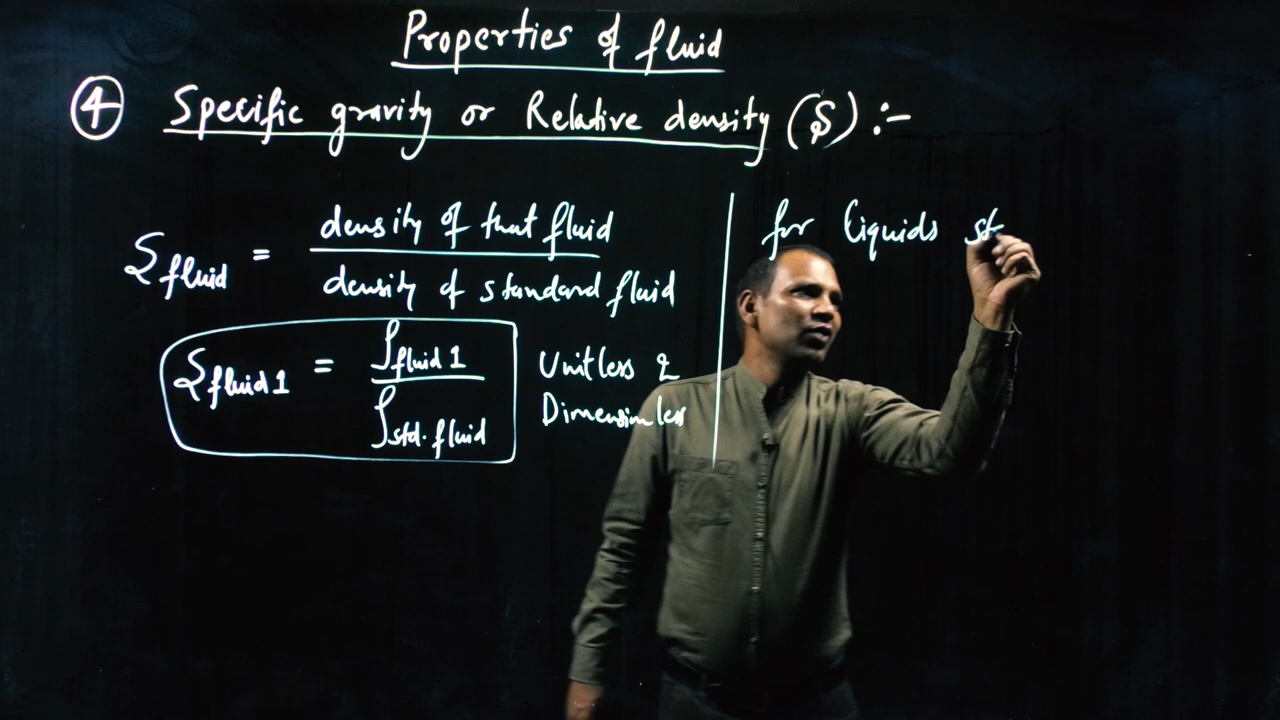 Properties of fluid
④ Specific gravity or Relative density (S) :-
S fluid = density of that fluid / density of standard fluid
S fluid 1 = ρ fluid 1 / ρ std. fluid
Unitless &
Dimensionless
for liquids st